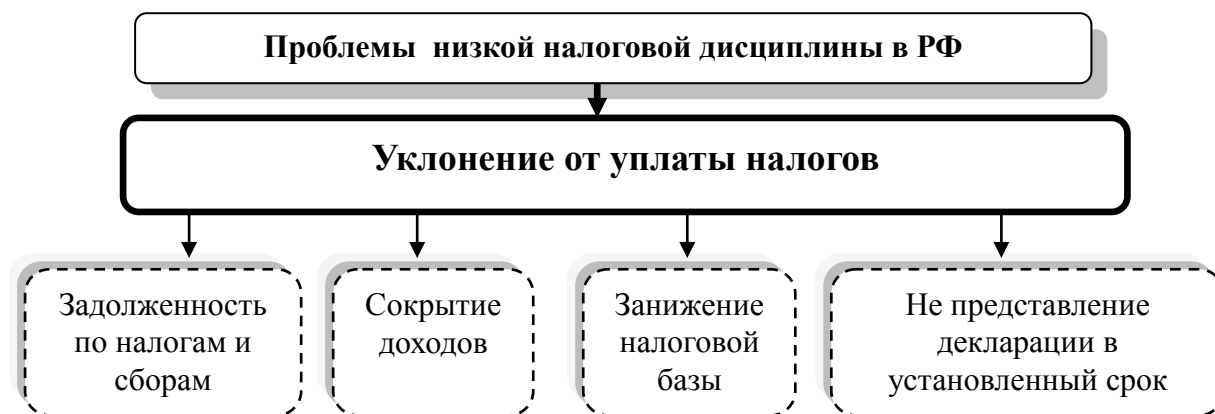 Проблемы низкой налоговой дисциплины в РФ
Уклонение от уплаты налогов
Задолженность
по налогам и
сборам
Сокрытие
доходов
Занижение
налоговой
базы
Не представление
декларации в
установленный срок